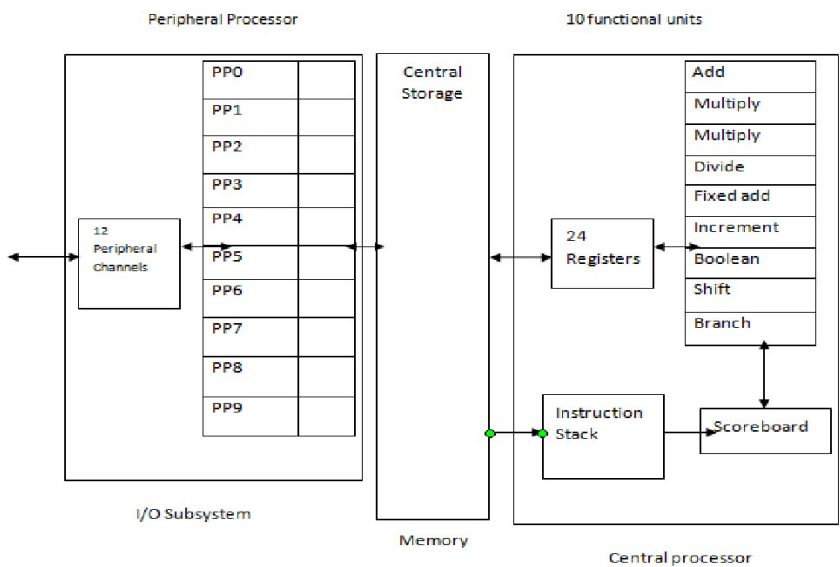 Peripheral Processor
10 functional units
PP0
PP1
PP2
PP3
PP4
PP5
PP6
PP7
PP8
PP9
12
Peripheral
Channels
I/O Subsystem
Central
Storage
Memory
24
Registers
Add
Multiply
Multiply
Divide
Fixed add
Increment
Boolean
Shift
Branch
Instruction
Stack
Scoreboard
Central processor